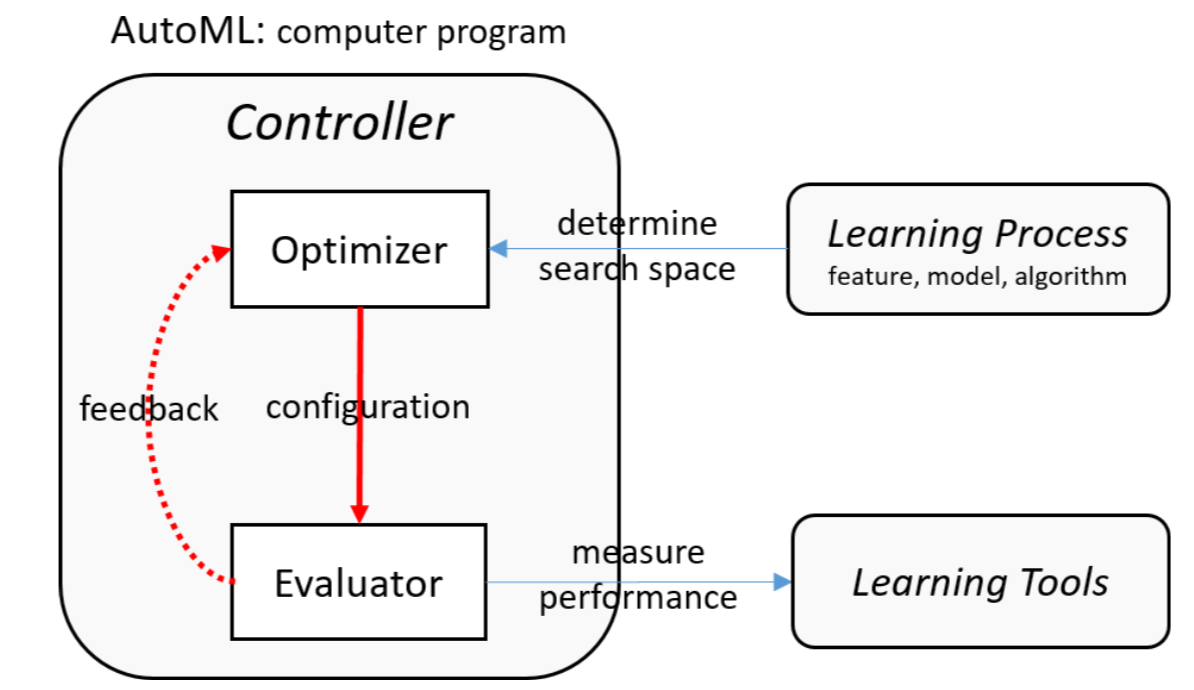 AutoML: computer program
Controller
Optimizer
determine
search space
Learning Process
feature, model, algorithm
feedback
configuration
Evaluator
measure
performance
Learning Tools